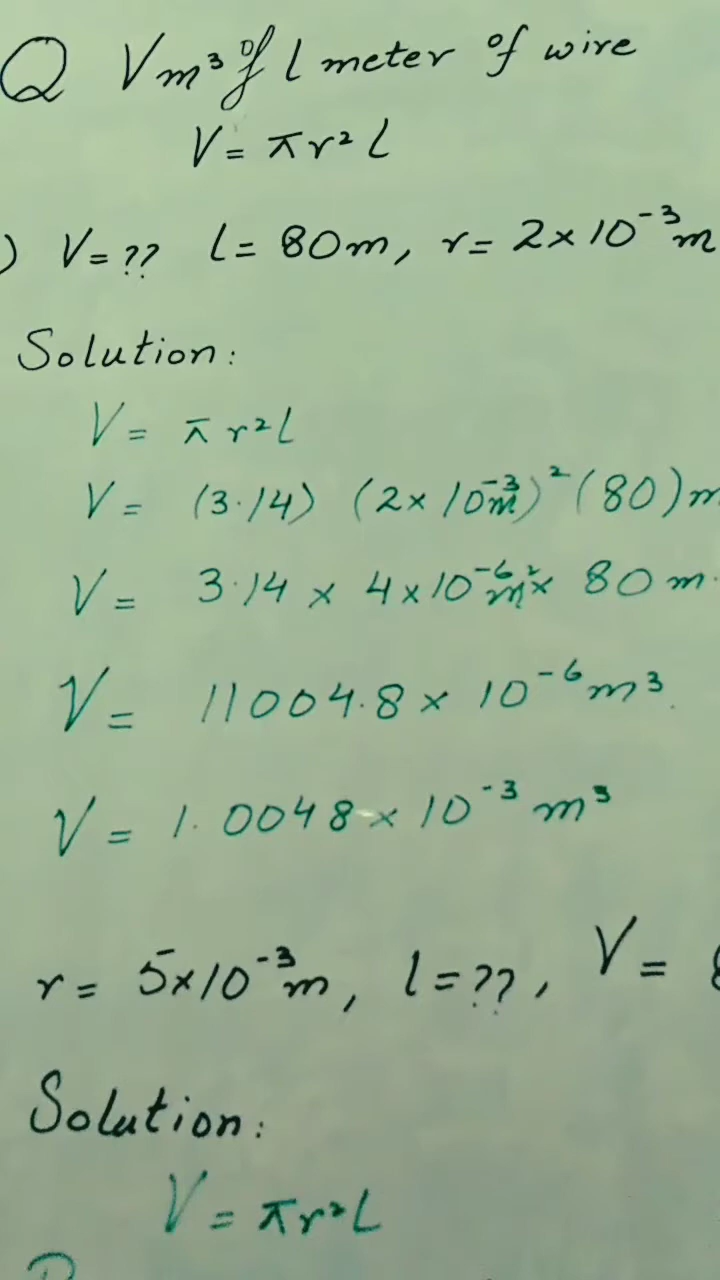 Q Vm³ of l meter of wire
V = πr²l
) V= ?? l= 80m, r= 2×10⁻³m
Solution:
V = πr²l
V = (3.14) (2×10⁻³m)²(80)m
V = 3.14 × 4×10⁻⁶m²× 80m
V = 11004.8 × 10⁻⁶m³
V = 1.0048 × 10⁻³ m³
r = 5×10⁻³m, l=??, V=
Solution:
V = πr²l